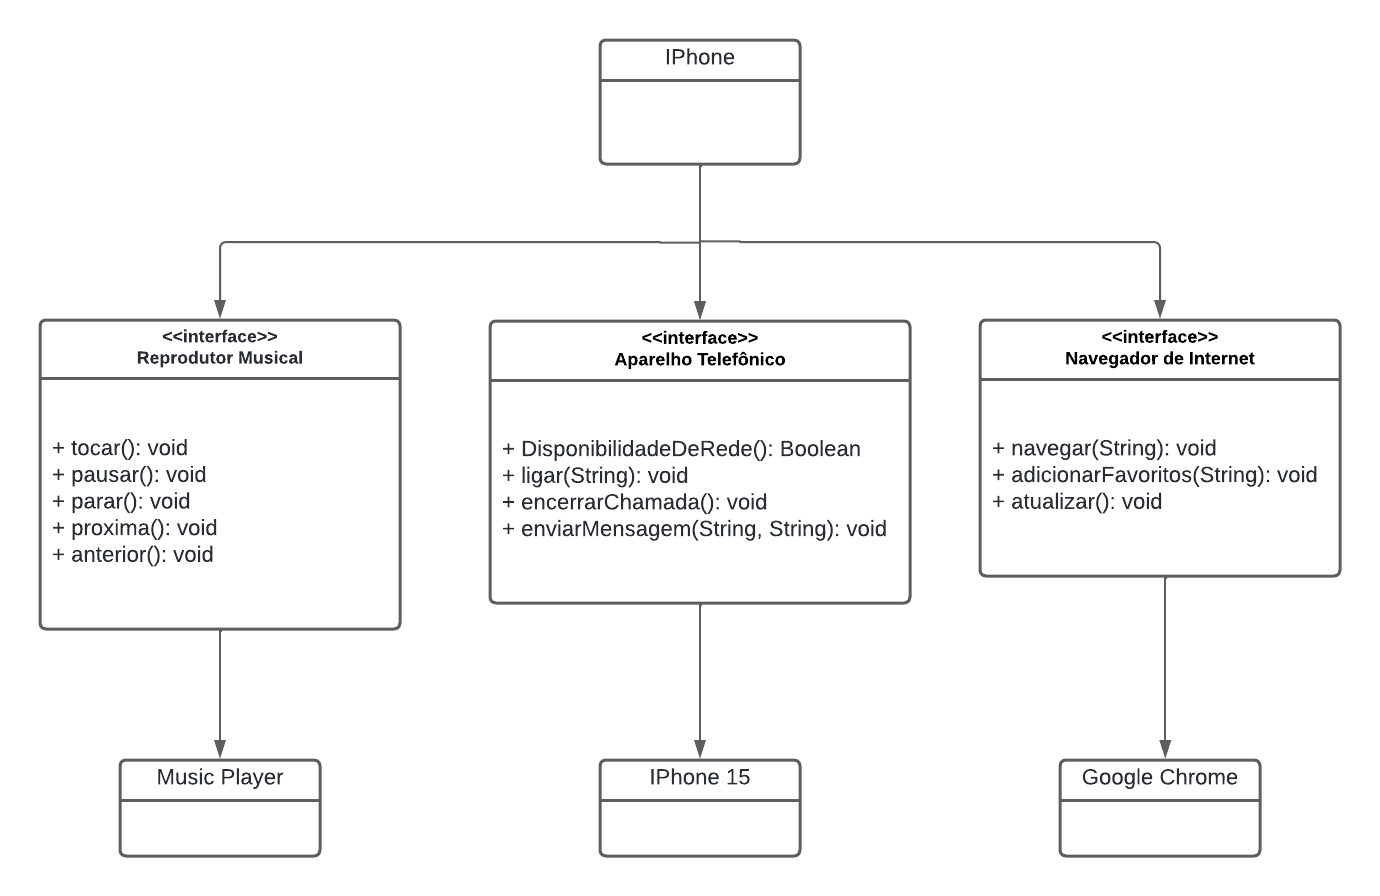 IPhone
<<interface>>
Reprodutor Musical
+ tocar(): void
+ pausar(): void
+ parar(): void
+ proxima(): void
+ anterior(): void
<<interface>>
Aparelho Telefônico
+ DisponibilidadeDeRede(): Boolean
+ ligar(String): void
+ encerrarChamada(): void
+ enviarMensagem(String, String): void
<<interface>>
Navegador de Internet
+ navegar(String): void
+ adicionarFavoritos(String): void
+ atualizar(): void
Music Player
IPhone 15
Google Chrome